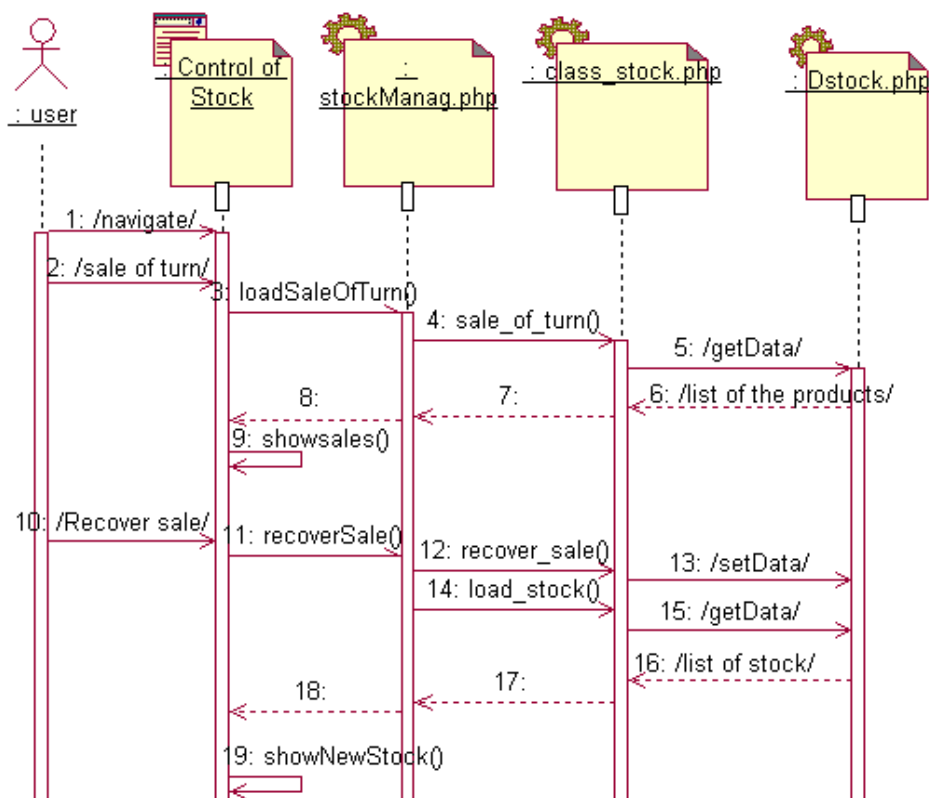 : Control of
Stock
:
stockManag.php
: class_stock.php
: Dstock.php
: user
1: /navigate/
2: /sale of turn/
3: loadSaleOfTurn()
4: sale_of_turn()
5: /getData/
6: /list of the products/
7:
8:
9: showsales()
10: /Recover sale/
11: recoverSale()
12: recover_sale()
13: /setData/
14: load_stock()
15: /getData/
16: /list of stock/
17:
18:
19: showNewStock()